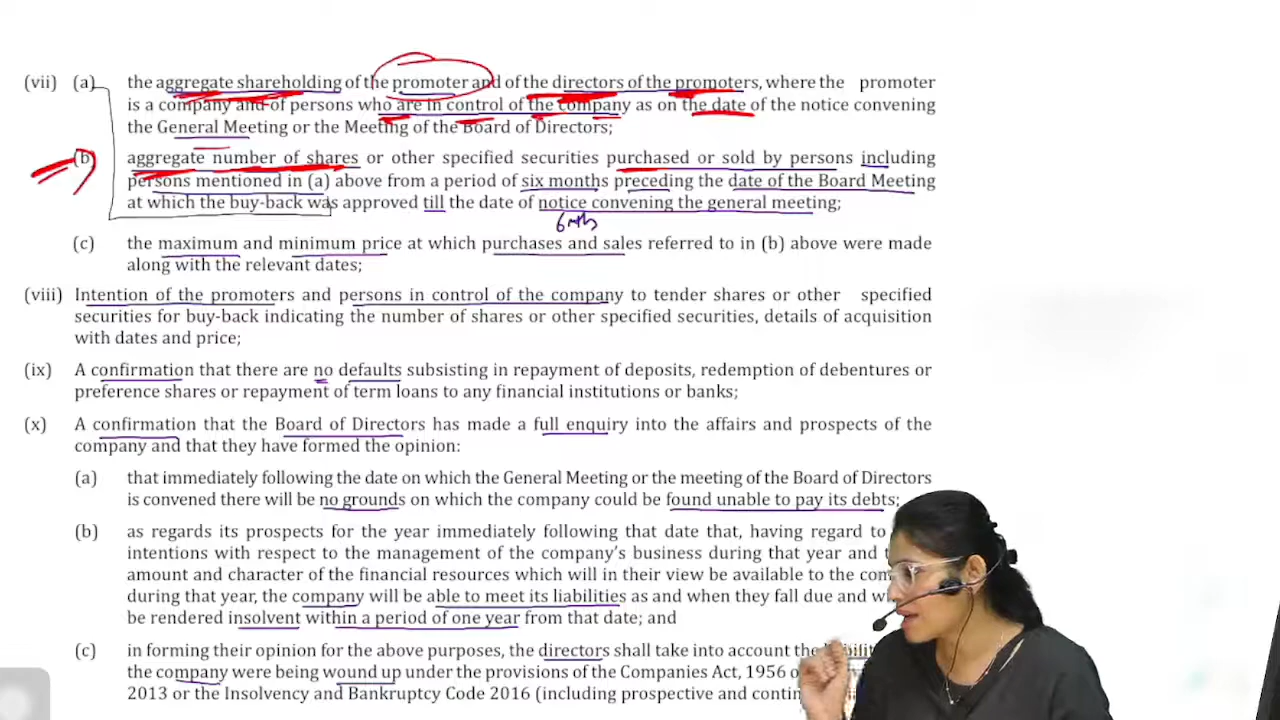 (vii) (a) the aggregate shareholding of the promoter and of the directors of the promoters, where the promoter
is a company and of persons who are in control of the company as on the date of the notice convening
the General Meeting or the Meeting of the Board of Directors;
(b) aggregate number of shares or other specified securities purchased or sold by persons including
persons mentioned in (a) above from a period of six months preceding the date of the Board Meeting
at which the buy-back was approved till the date of notice convening the general meeting;
6mths
(c) the maximum and minimum price at which purchases and sales referred to in (b) above were made
along with the relevant dates;
(viii) Intention of the promoters and persons in control of the company to tender shares or other specified
securities for buy-back indicating the number of shares or other specified securities, details of acquisition
with dates and price;
(ix) A confirmation that there are no defaults subsisting in repayment of deposits, redemption of debentures or
preference shares or repayment of term loans to any financial institutions or banks;
(x) A confirmation that the Board of Directors has made a full enquiry into the affairs and prospects of the
company and that they have formed the opinion:
(a) that immediately following the date on which the General Meeting or the meeting of the Board of Directors
is convened there will be no grounds on which the company could be found unable to pay its debts;
(b) as regards its prospects for the year immediately following that date that, having regard to
intentions with respect to the management of the company's business during that year and
amount and character of the financial resources which will in their view be available to the
during that year, the company will be able to meet its liabilities as and when they fall due and
be rendered insolvent within a period of one year from that date; and
(c) in forming their opinion for the above purposes, the directors shall take into account the
the company were being wound up under the provisions of the Companies Act, 1956
2013 or the Insolvency and Bankruptcy Code 2016 (including prospective and